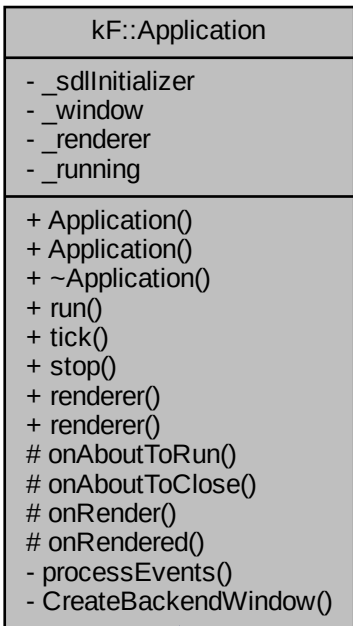 kF::Application
- _sdlInitializer
- _window
- _renderer
- _running
+ Application()
+ Application()
+ ~Application()
+ run()
+ tick()
+ stop()
+ renderer()
+ renderer()
# onAboutToRun()
# onAboutToClose()
# onRender()
# onRendered()
- processEvents()
- CreateBackendWindow()